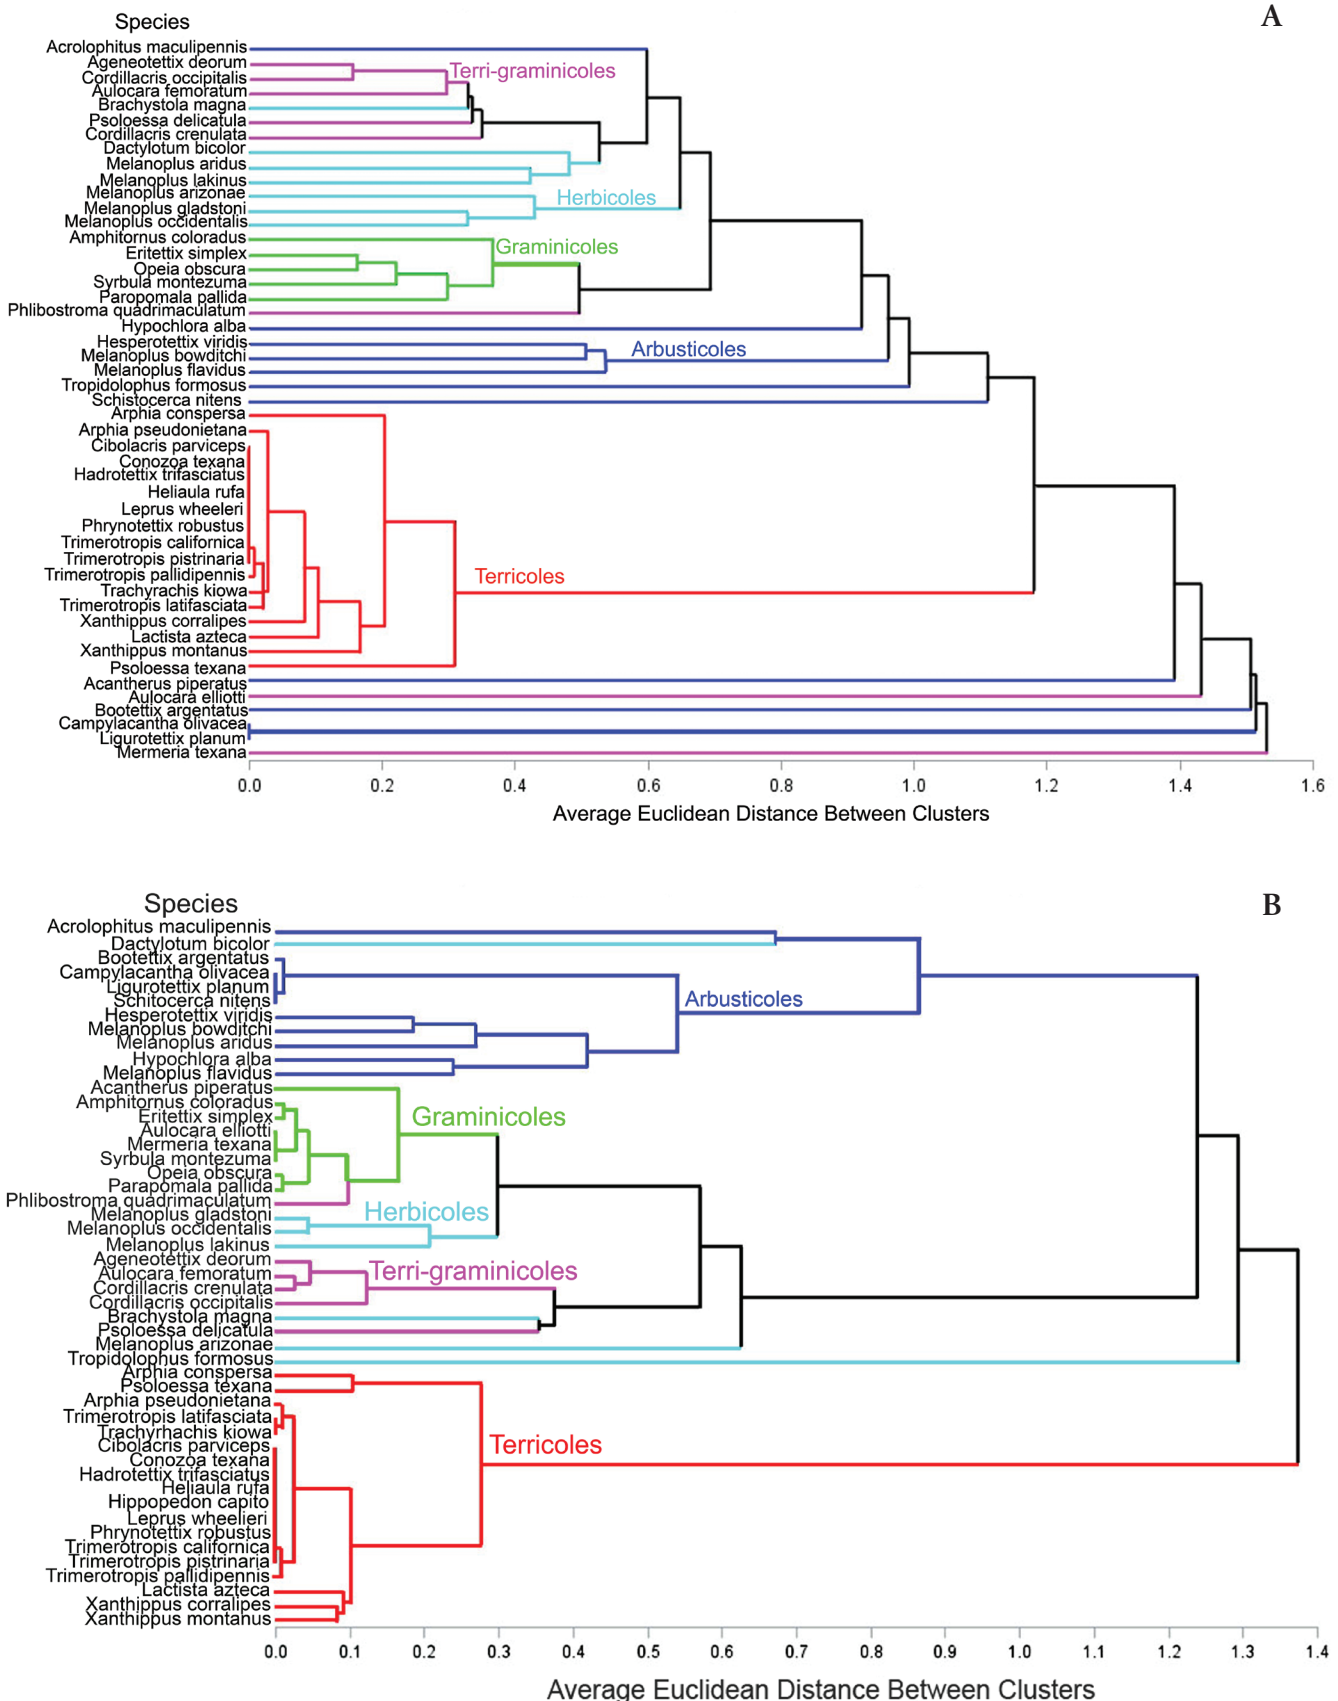 Species
A
Acrolophitus maculipennis
Ageneotettix deorum
Terri-graminicoles
Cordillacris occipitalis
Aulocara femoratum
Brachystola magna
Psoloessa delicatula
Cordillacris crenulata
Dactylotum bicolor
Melanoplus aridus
Melanoplus lakinus
Melanoplus arizonae
Herbicoles
Melanoplus gladstoni
Melanoplus occidentalis
Amphitornus coloradus
Graminicoles
Eritettix simplex
Opeia obscura
Syrbula montezuma
Paropomala pallida
Phlibostroma quadrimaculatum
Hypochlora alba
Hesperotettix viridis
Arbusticoles
Melanoplus bowditchi
Melanoplus flavidus
Tropidolophus formosus
Schistocerca nitens
Arphia conspersa
Arphia pseudonietana
Cibolacris parviceps
Conozoa texana
Hadrotettix trifasciatus
Heliaula rufa
Leprus wheeleri
Phrynotettix robustus
Trimerotropis californica
Trimerotropis pistrinaria
Trimerotropis pallidipennis
Terricoles
Trachyrachis kiowa
Trimerotropis latifasciata
Xanthippus corralipes
Lactista azteca
Xanthippus montanus
Psoloessa texana
Acantherus piperatus
Aulocara elliotti
Bootettix argentatus
Campylacantha olivacea
Ligurotettix planum
Mermeria texana
0.0 0.2 0.4 0.6 0.8 1.0 1.2 1.4 1.6
Average Euclidean Distance Between Clusters
Species
B
Acrolophitus maculipennis
Dactylotum bicolor
Bootettix argentatus
Campylacantha olivacea
Ligurotettix planum
Schitocerca nitens
Arbusticoles
Hesperotettix viridis
Melanoplus bowditchi
Melanoplus aridus
Hypochlora alba
Melanoplus flavidus
Acantherus piperatus
Amphitornus coloradus
Eritettix simplex
Graminicoles
Aulocara elliotti
Mermeria texana
Syrbula montezuma
Opeia obscura
Parapomala pallida
Phlibostroma quadrimaculatum
Melanoplus gladstoni
Herbicoles
Melanoplus occidentalis
Melanoplus lakinus
Ageneotettix deorum
Terri-graminicoles
Aulocara femoratum
Cordillacris crenulata
Cordillacris occipitalis
Brachystola magna
Psoloessa delicatula
Melanoplus arizonae
Tropidolophus formosus
Arphia conspersa
Psoloessa texana
Arphia pseudonietana
Trimerotropis latifasciata
Trachyrhachis kiowa
Terricoles
Cibolacris parviceps
Conozoa texana
Hadrotettix trifasciatus
Heliaula rufa
Hippopedon capito
Leprus wheelieri
Phrynotettix robustus
Trimerotropis californica
Trimerotropis pistrinaria
Trimerotropis pallidipennis
Lactista azteca
Xanthippus corralipes
Xanthippus montanus
0.0 0.1 0.2 0.3 0.4 0.5 0.6 0.7 0.8 0.9 1.0 1.1 1.2 1.3 1.4
Average Euclidean Distance Between Clusters